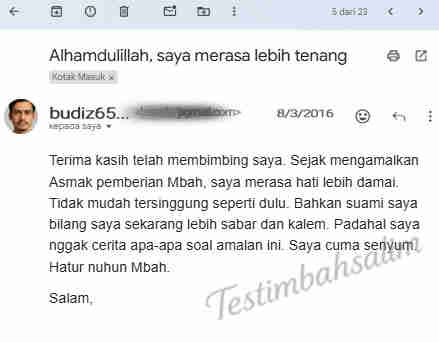 5 dari 23
Alhamdulillah, saya merasa lebih tenang
Kotak Masuk ×
budiz65... gmail.com>
8/3/2016
kepada saya
Terima kasih telah membimbing saya. Sejak mengamalkan
Asmak pemberian Mbah, saya merasa hati lebih damai.
Tidak mudah tersinggung seperti dulu. Bahkan suami saya
bilang saya sekarang lebih sabar dan kalem. Padahal saya
nggak cerita apa-apa soal amalan ini. Saya cuma senyum.
Hatur nuhun Mbah.
Salam,
Testimbahsalim